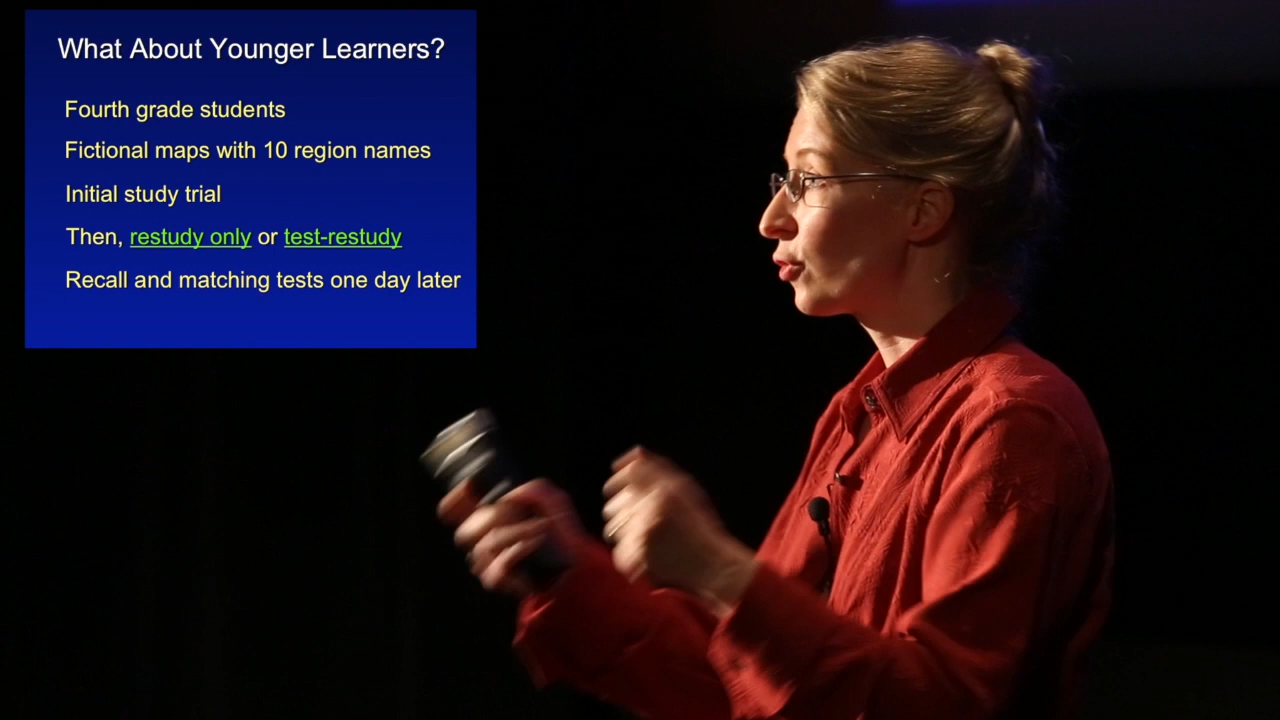 What About Younger Learners?
Fourth grade students
Fictional maps with 10 region names
Initial study trial
Then, restudy only or test-restudy
Recall and matching tests one day later